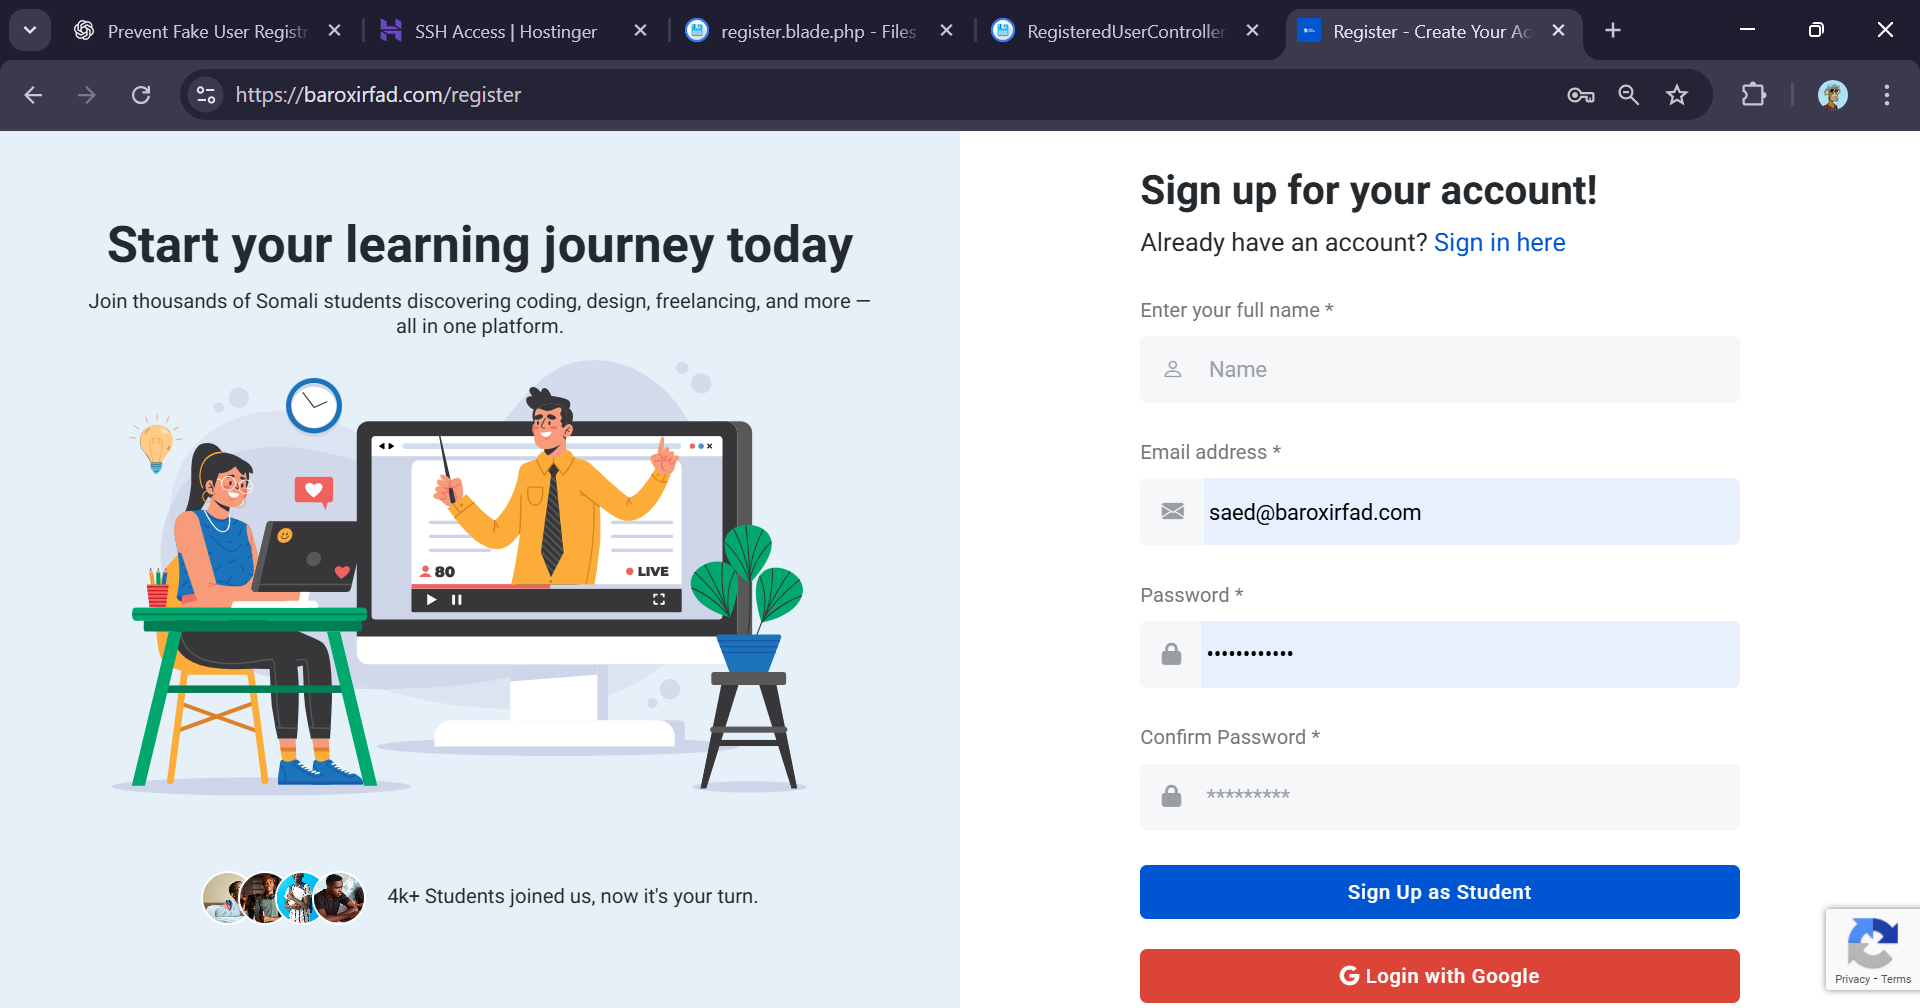 Prevent Fake User Registr
SSH Access | Hostinger
register.blade.php - Files
RegisteredUserController
Register - Create Your Ac
https://baroxirfad.com/register
Start your learning journey today
Join thousands of Somali students discovering coding, design, freelancing, and more —
all in one platform.
80
LIVE
4k+ Students joined us, now it's your turn.
Sign up for your account!
Already have an account? Sign in here
Enter your full name *
Name
Email address *
saed@baroxirfad.com
Password *
••••••••••••
Confirm Password *
*********
Sign Up as Student
G Login with Google
Privacy - Terms